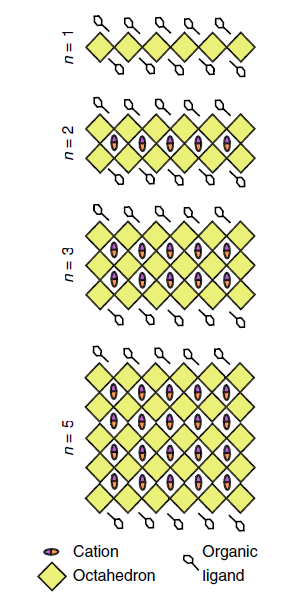 n = 1
n = 2
n = 3
n = 5
Cation
Octahedron
Organic
ligand